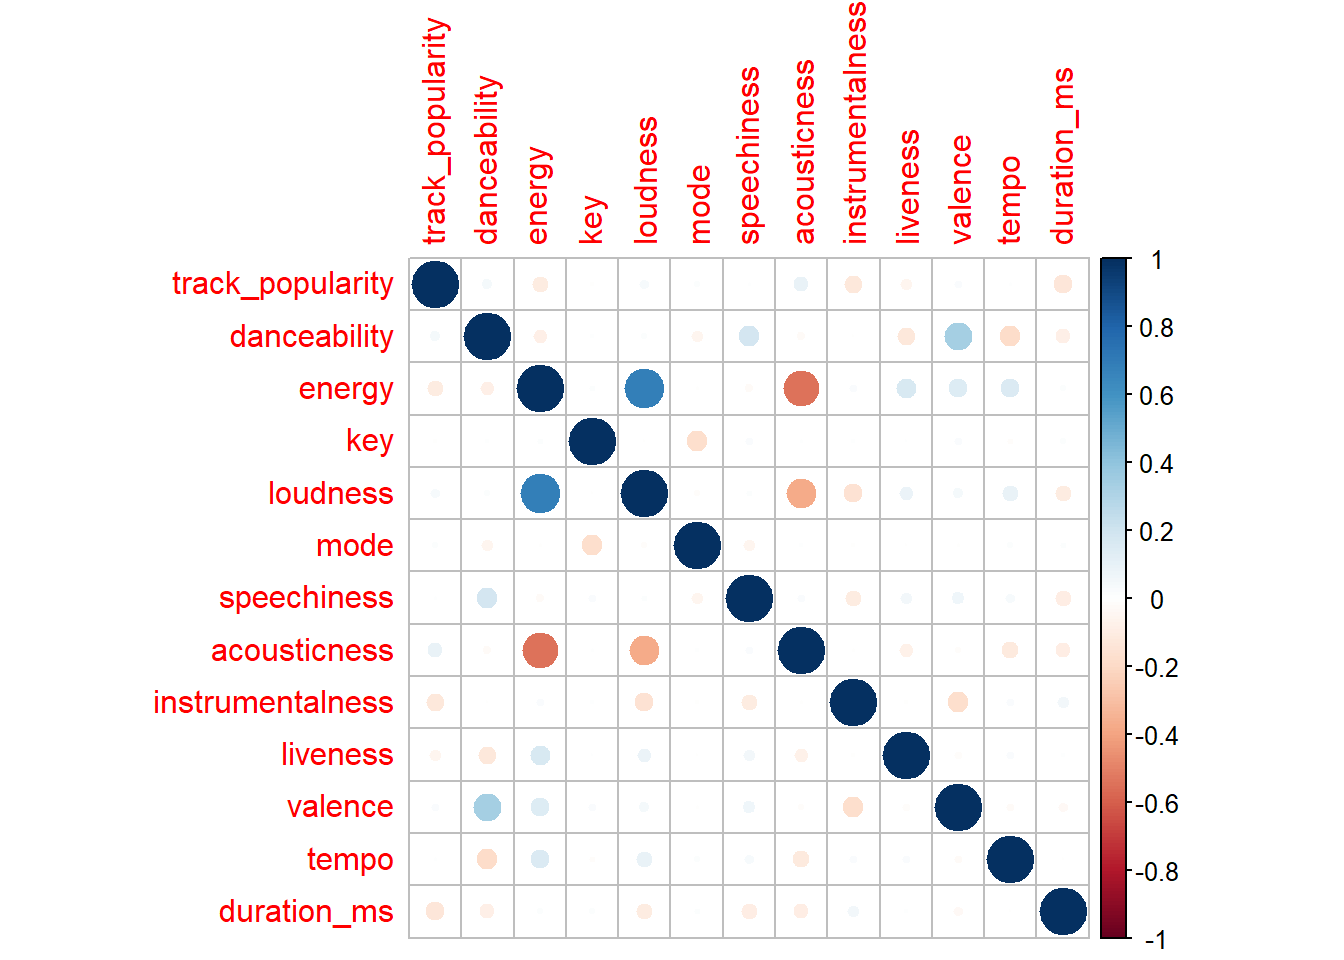 track_popularity
danceability
energy
key
loudness
mode
speechiness
acousticness
instrumentalness
liveness
valence
tempo
duration_ms
track_popularity
danceability
energy
key
loudness
mode
speechiness
acousticness
instrumentalness
liveness
valence
tempo
duration_ms
1
0.8
0.6
0.4
0.2
0
-0.2
-0.4
-0.6
-0.8
-1